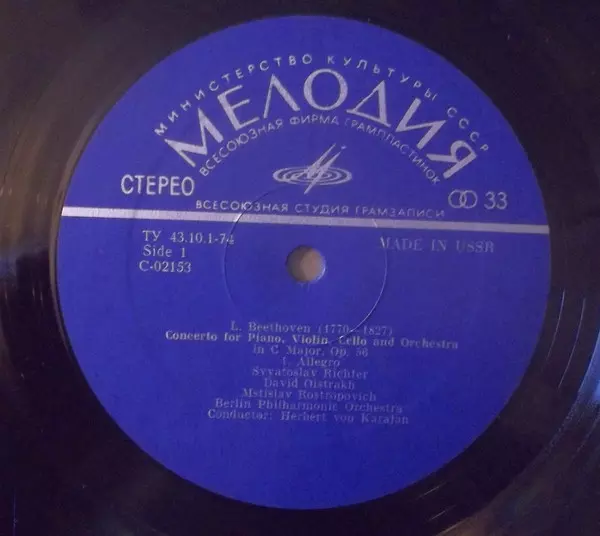 МИНИСТЕРСТВО КУЛЬТУРЫ СССР
МЕЛОДИЯ
ВСЕСОЮЗНАЯ ФИРМА ГРАМПЛАСТИНОК
СТЕРЕО
33
ВСЕСОЮЗНАЯ СТУДИЯ ГРАМЗАПИСИ
ТУ 43.10.1-74
MADE IN USSR
Side 1
C-02153
L. Beethoven (1770—1827)
Concerto for Piano, Violin, Cello and Orchestra
in C Major, Op. 56
1. Allegro
Svyatoslav Richter
David Oistrakh
Mstislav Rostropovich
Berlin Philharmonic Orchestra
Conductor: Herbert von Karajan